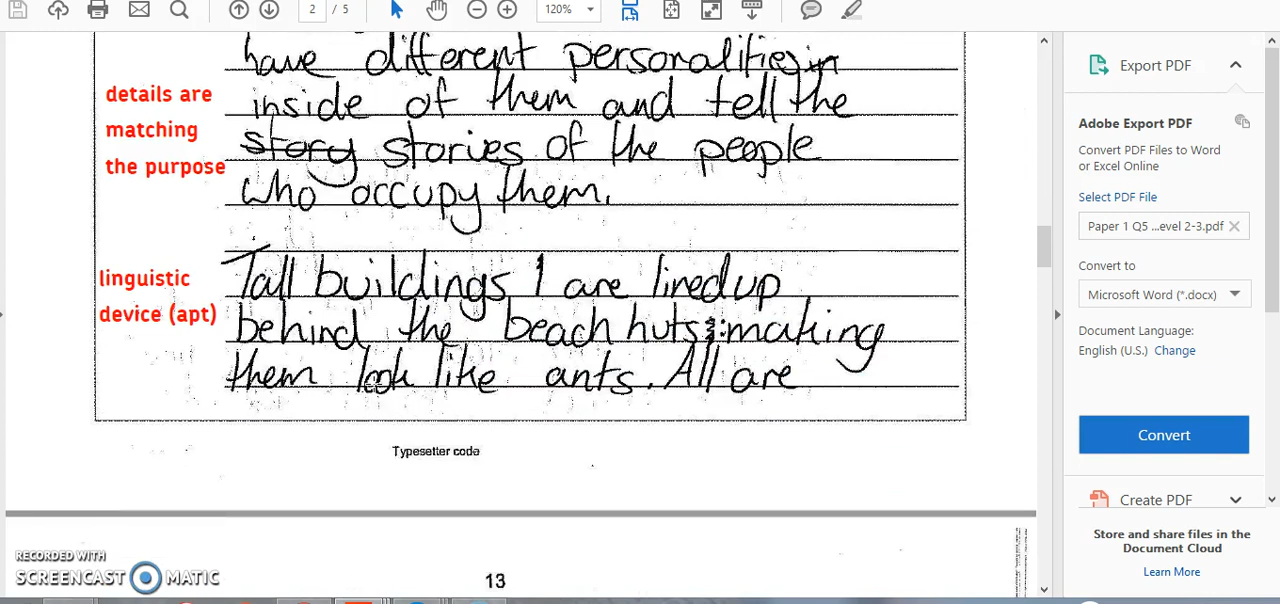 2 / 5
120%
have different personalities in
details are
matching
the purpose
inside of them and tell the
story stories of the people
who occupy them.
linguistic
device (apt)
Tall buildings are lined up
behind the beach huts making
them look like ants. All are
Typesetter code
13
RECORDED WITH
SCREENCAST MATIC
Export PDF
Adobe Export PDF
Convert PDF Files to Word
or Excel Online
Select PDF File
Paper 1 Q5 ...evel 2-3.pdf
Convert to
Microsoft Word (*.docx)
Document Language:
English (U.S.) Change
Convert
Create PDF
Store and share files in the
Document Cloud
Learn More